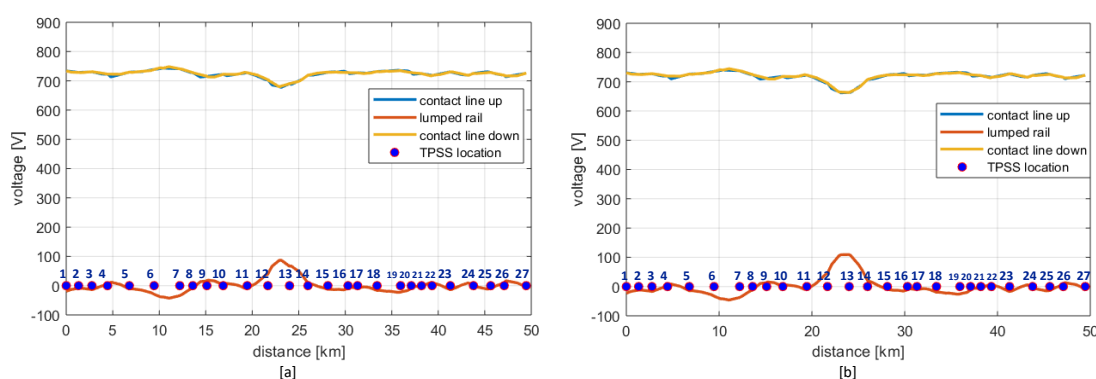 900
800
700
600
500
400
300
200
100
0
-100
voltage [V]
contact line up
lumped rail
contact line down
TPSS location
1 2 3 4 5 6 7 8 9 10 11 12 13 14 15 16 17 18 19 20 21 22 23 24 25 26 27
0 5 10 15 20 25 30 35 40 45 50
distance [km]
[a]
900
800
700
600
500
400
300
200
100
0
-100
voltage [V]
contact line up
lumped rail
contact line down
TPSS location
1 2 3 4 5 6 7 8 9 10 11 12 13 14 15 16 17 18 19 20 21 22 23 24 25 26 27
0 10 20 30 40 50
distance [km]
[b]